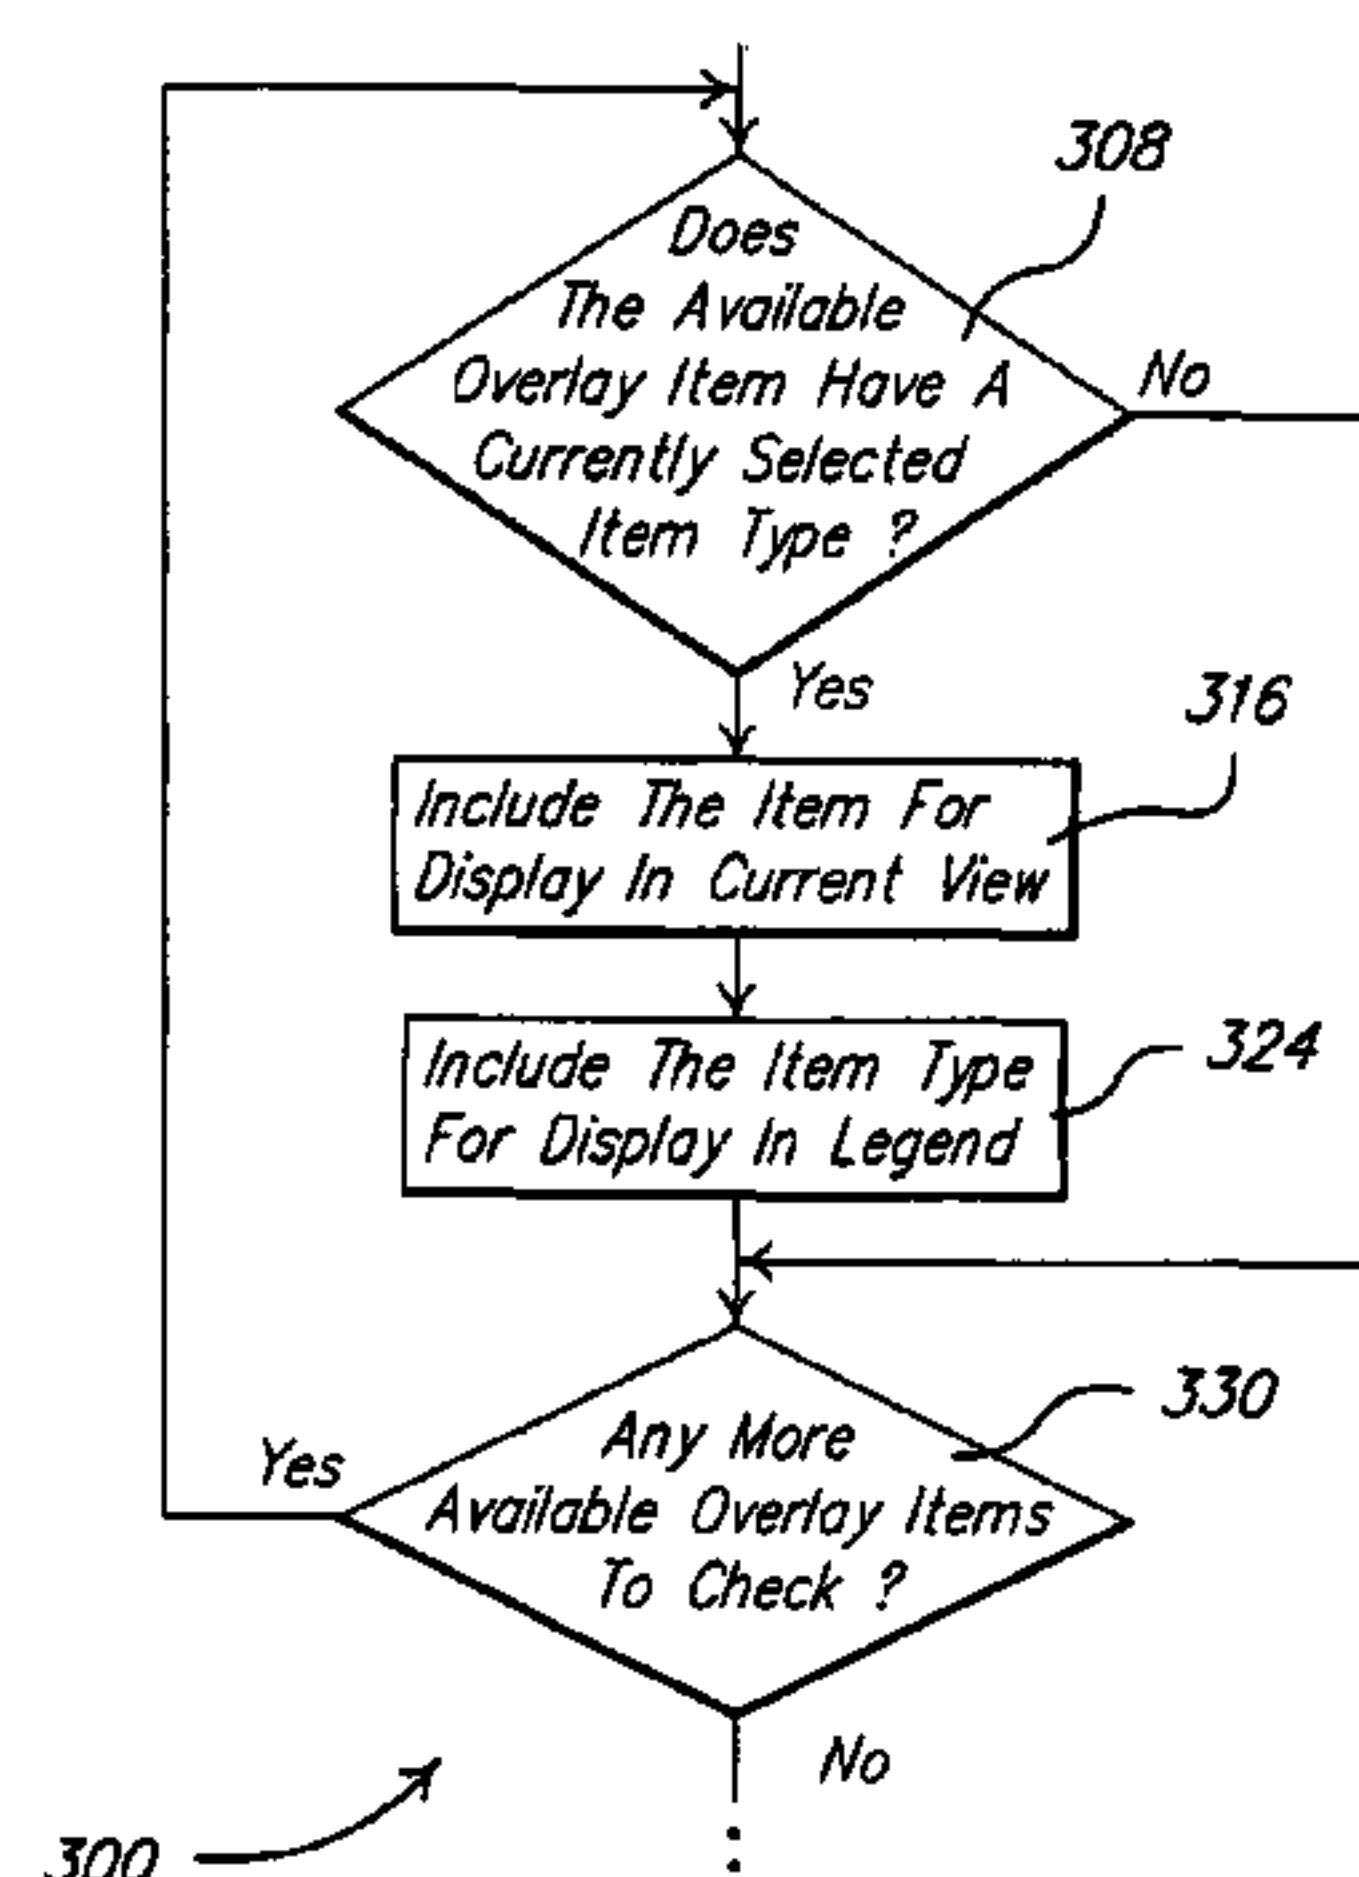 308
Does
The Available
Overlay Item Have A
Currently Selected
Item Type ?
No
Yes
316
Include The Item For
Display In Current View
324
Include The Item Type
For Display In Legend
330
Any More
Available Overlay Items
To Check ?
Yes
No
300